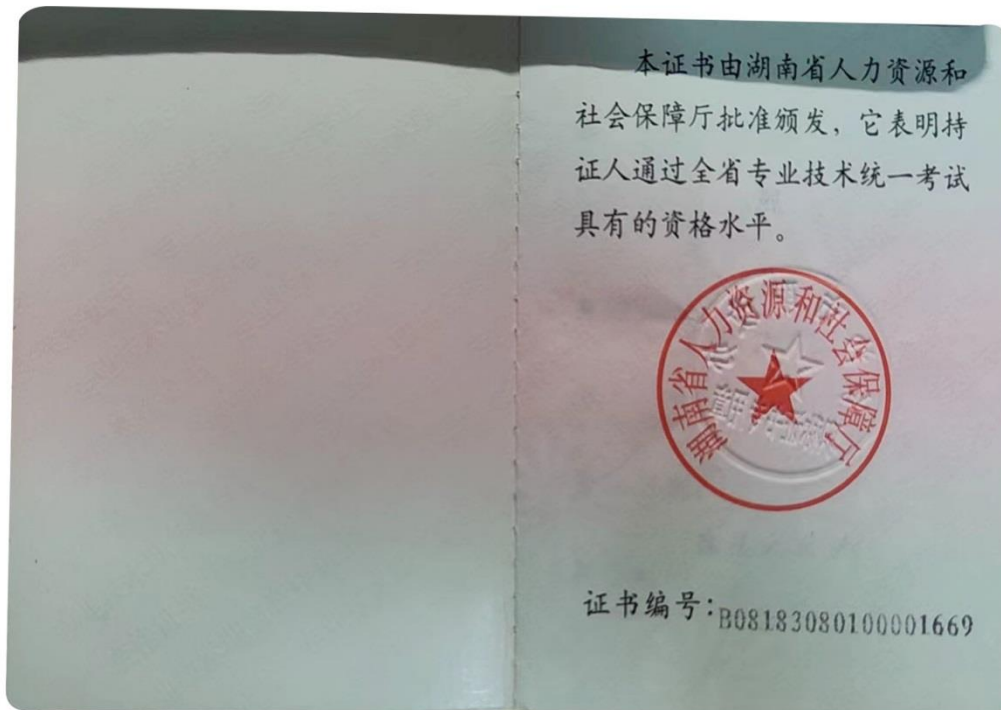 本证书由湖南省人力资源和
社会保障厅批准颁发，它表明持
证人通过全省专业技术统一考试
具有的资格水平。
湖南省人力资源和社会保障厅
证书编号：B08183080100001669